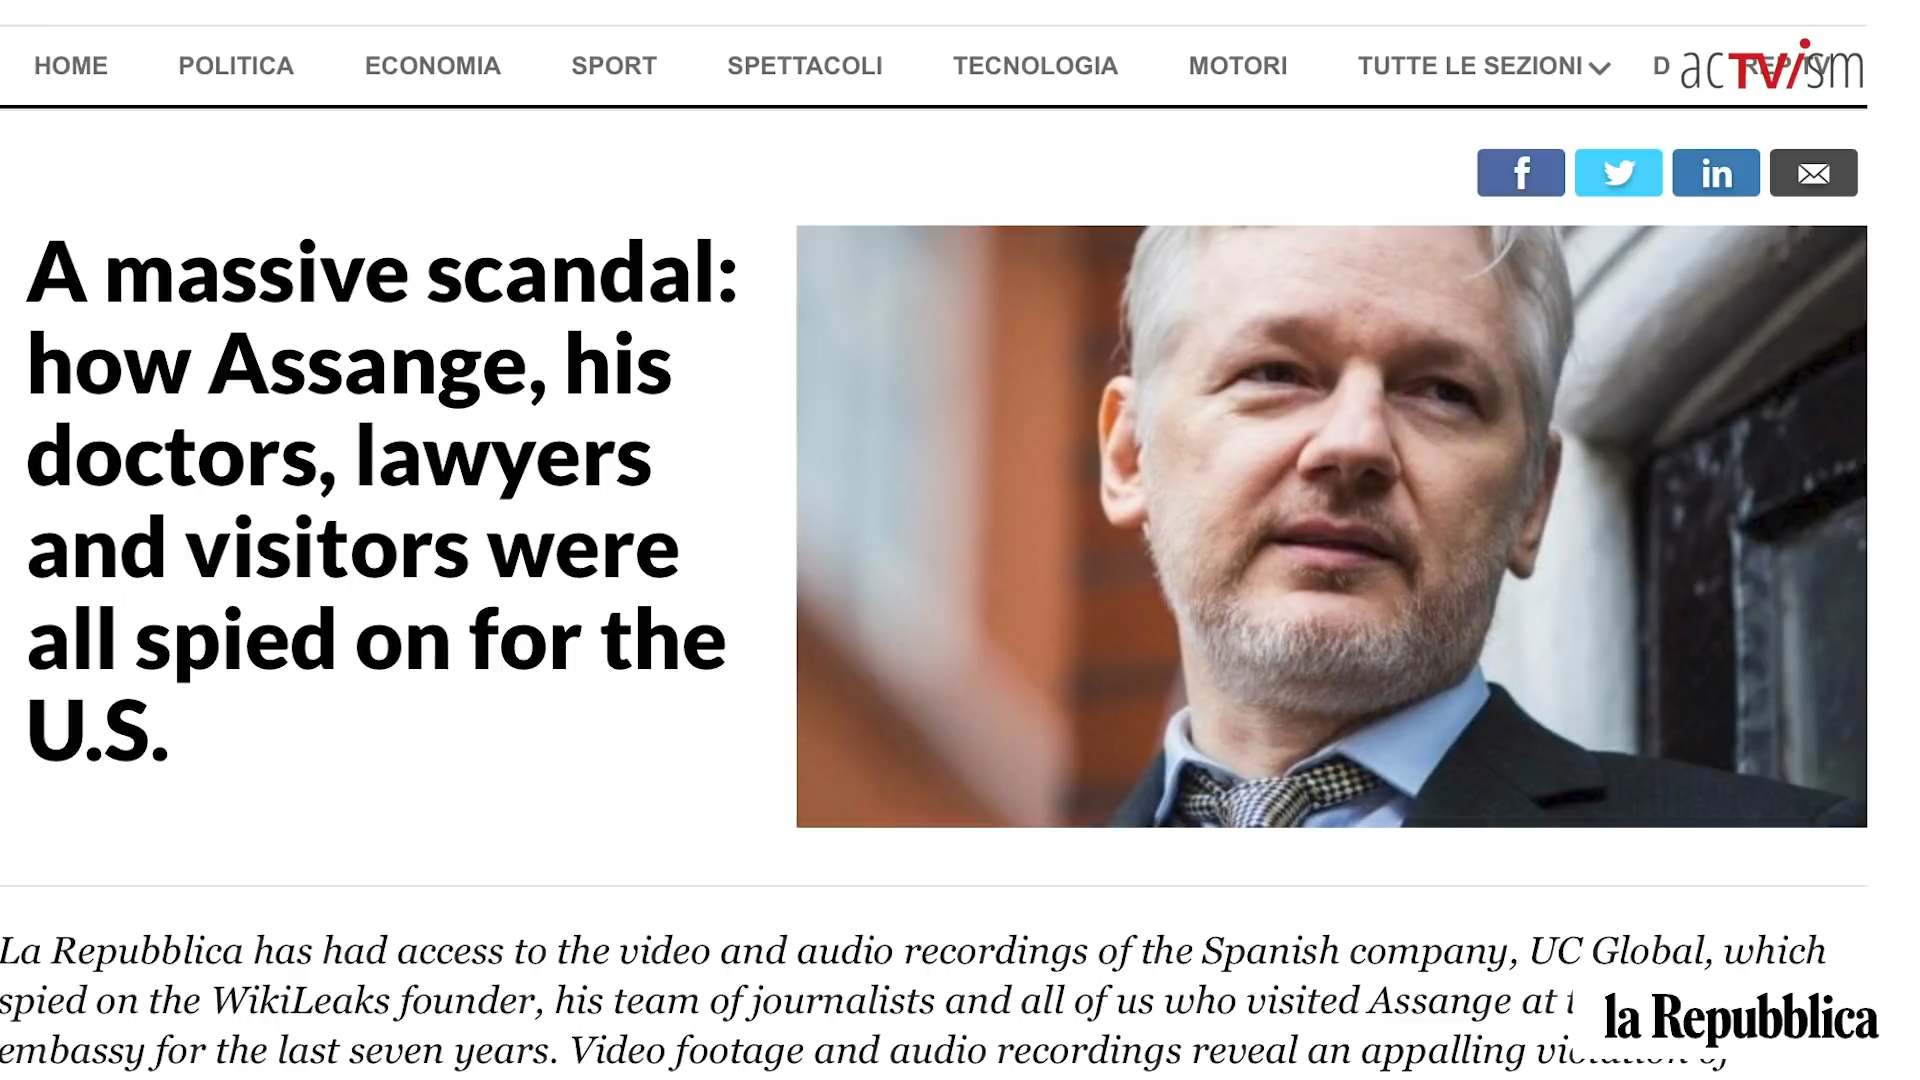 HOME POLITICA ECONOMIA SPORT SPETTACOLI TECNOLOGIA MOTORI TUTTE LE SEZIONI D
acTVism
f in
A massive scandal:
how Assange, his
doctors, lawyers
and visitors were
all spied on for the
U.S.
La Repubblica has had access to the video and audio recordings of the Spanish company, UC Global, which
spied on the WikiLeaks founder, his team of journalists and all of us who visited Assange at
embassy for the last seven years. Video footage and audio recordings reveal an appalling
la Repubblica